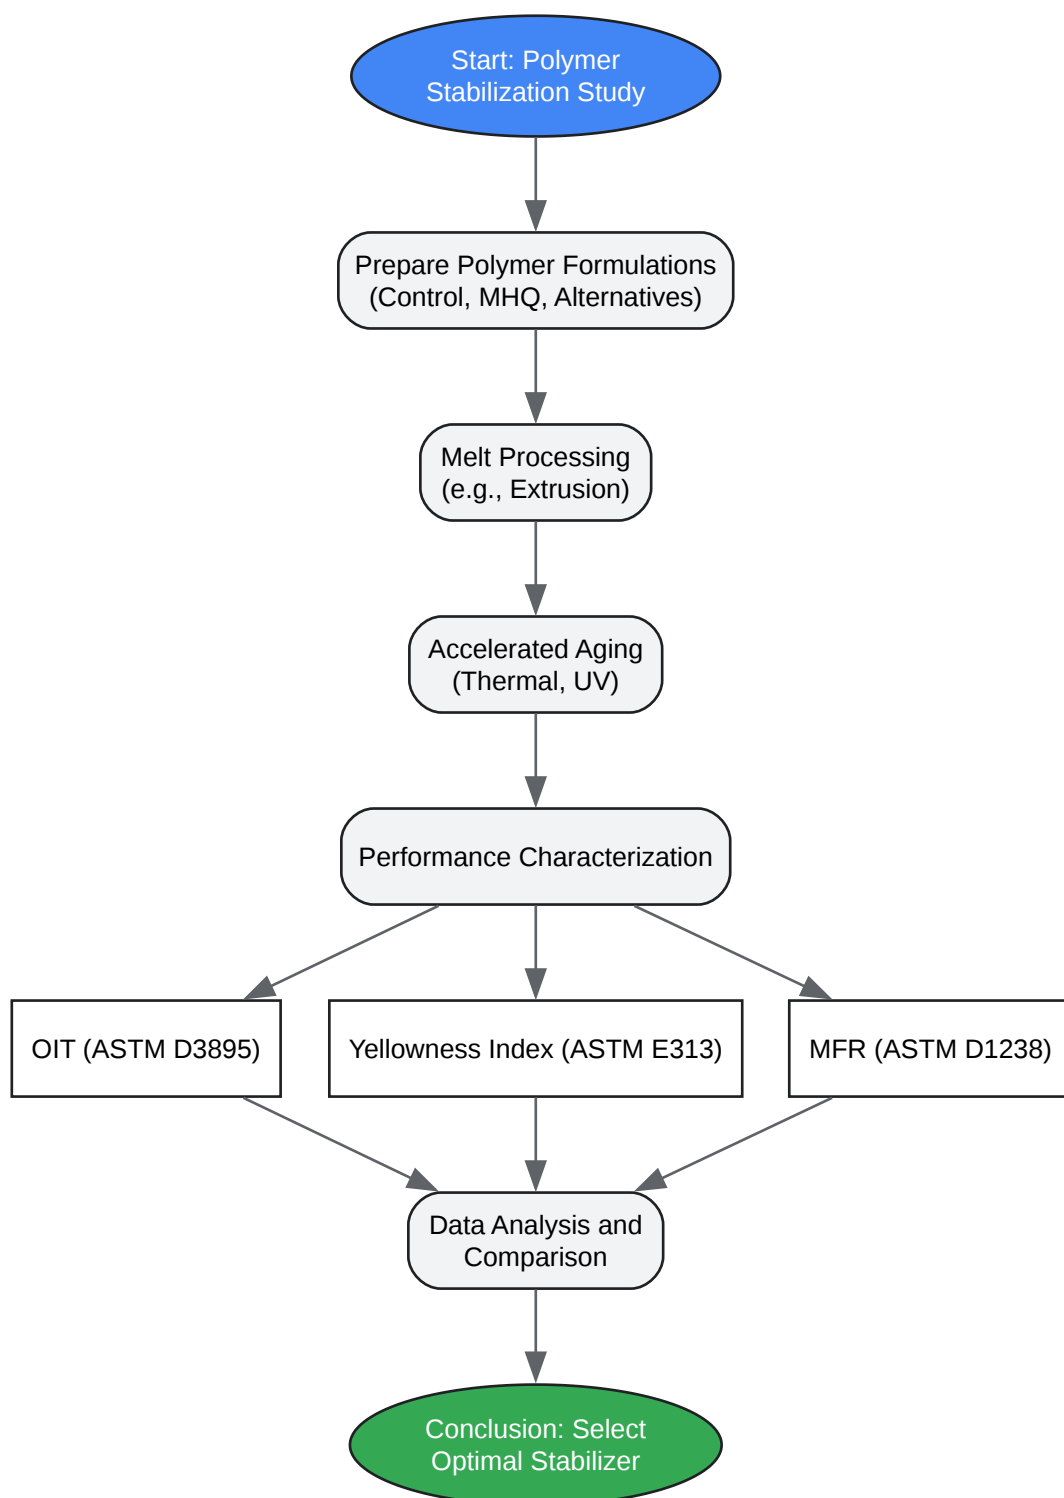 Start: Polymer
Stabilization Study
Prepare Polymer Formulations
(Control, MHQ, Alternatives)
Melt Processing
(e.g., Extrusion)
Accelerated Aging
(Thermal, UV)
Performance Characterization
OIT (ASTM D3895)
Yellowness Index (ASTM E313)
MFR (ASTM D1238)
Data Analysis and
Comparison
Conclusion: Select
Optimal Stabilizer